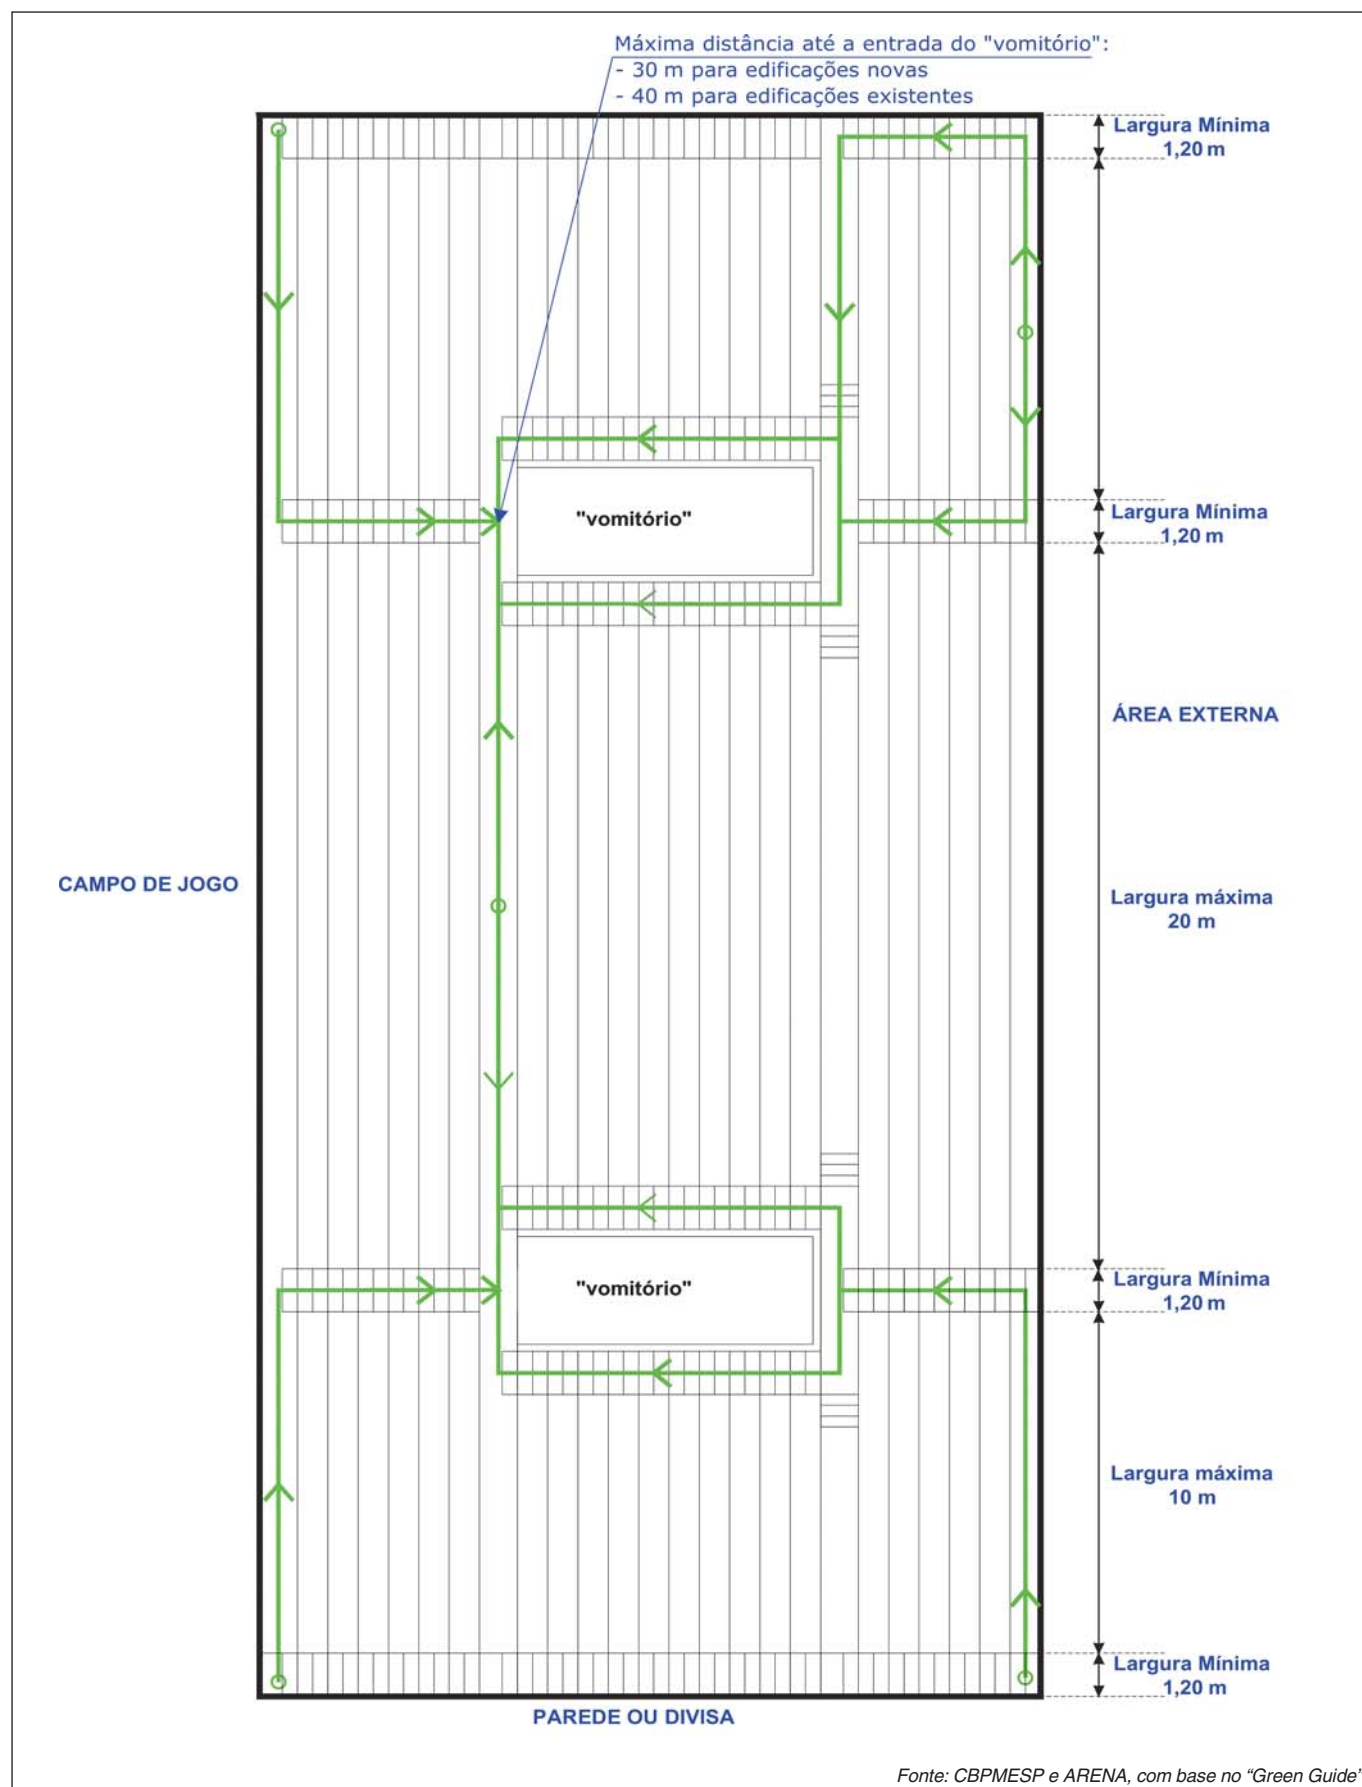 Máxima distância até a entrada do "vomitório":
- 30 m para edificações novas
- 40 m para edificações existentes
Largura Mínima
1,20 m
"vomitório"
Largura Mínima
1,20 m
ÁREA EXTERNA
CAMPO DE JOGO
Largura máxima
20 m
"vomitório"
Largura Mínima
1,20 m
Largura máxima
10 m
Largura Mínima
1,20 m
PAREDE OU DIVISA
Fonte: CBPMESP e ARENA, com base no “Green Guide”